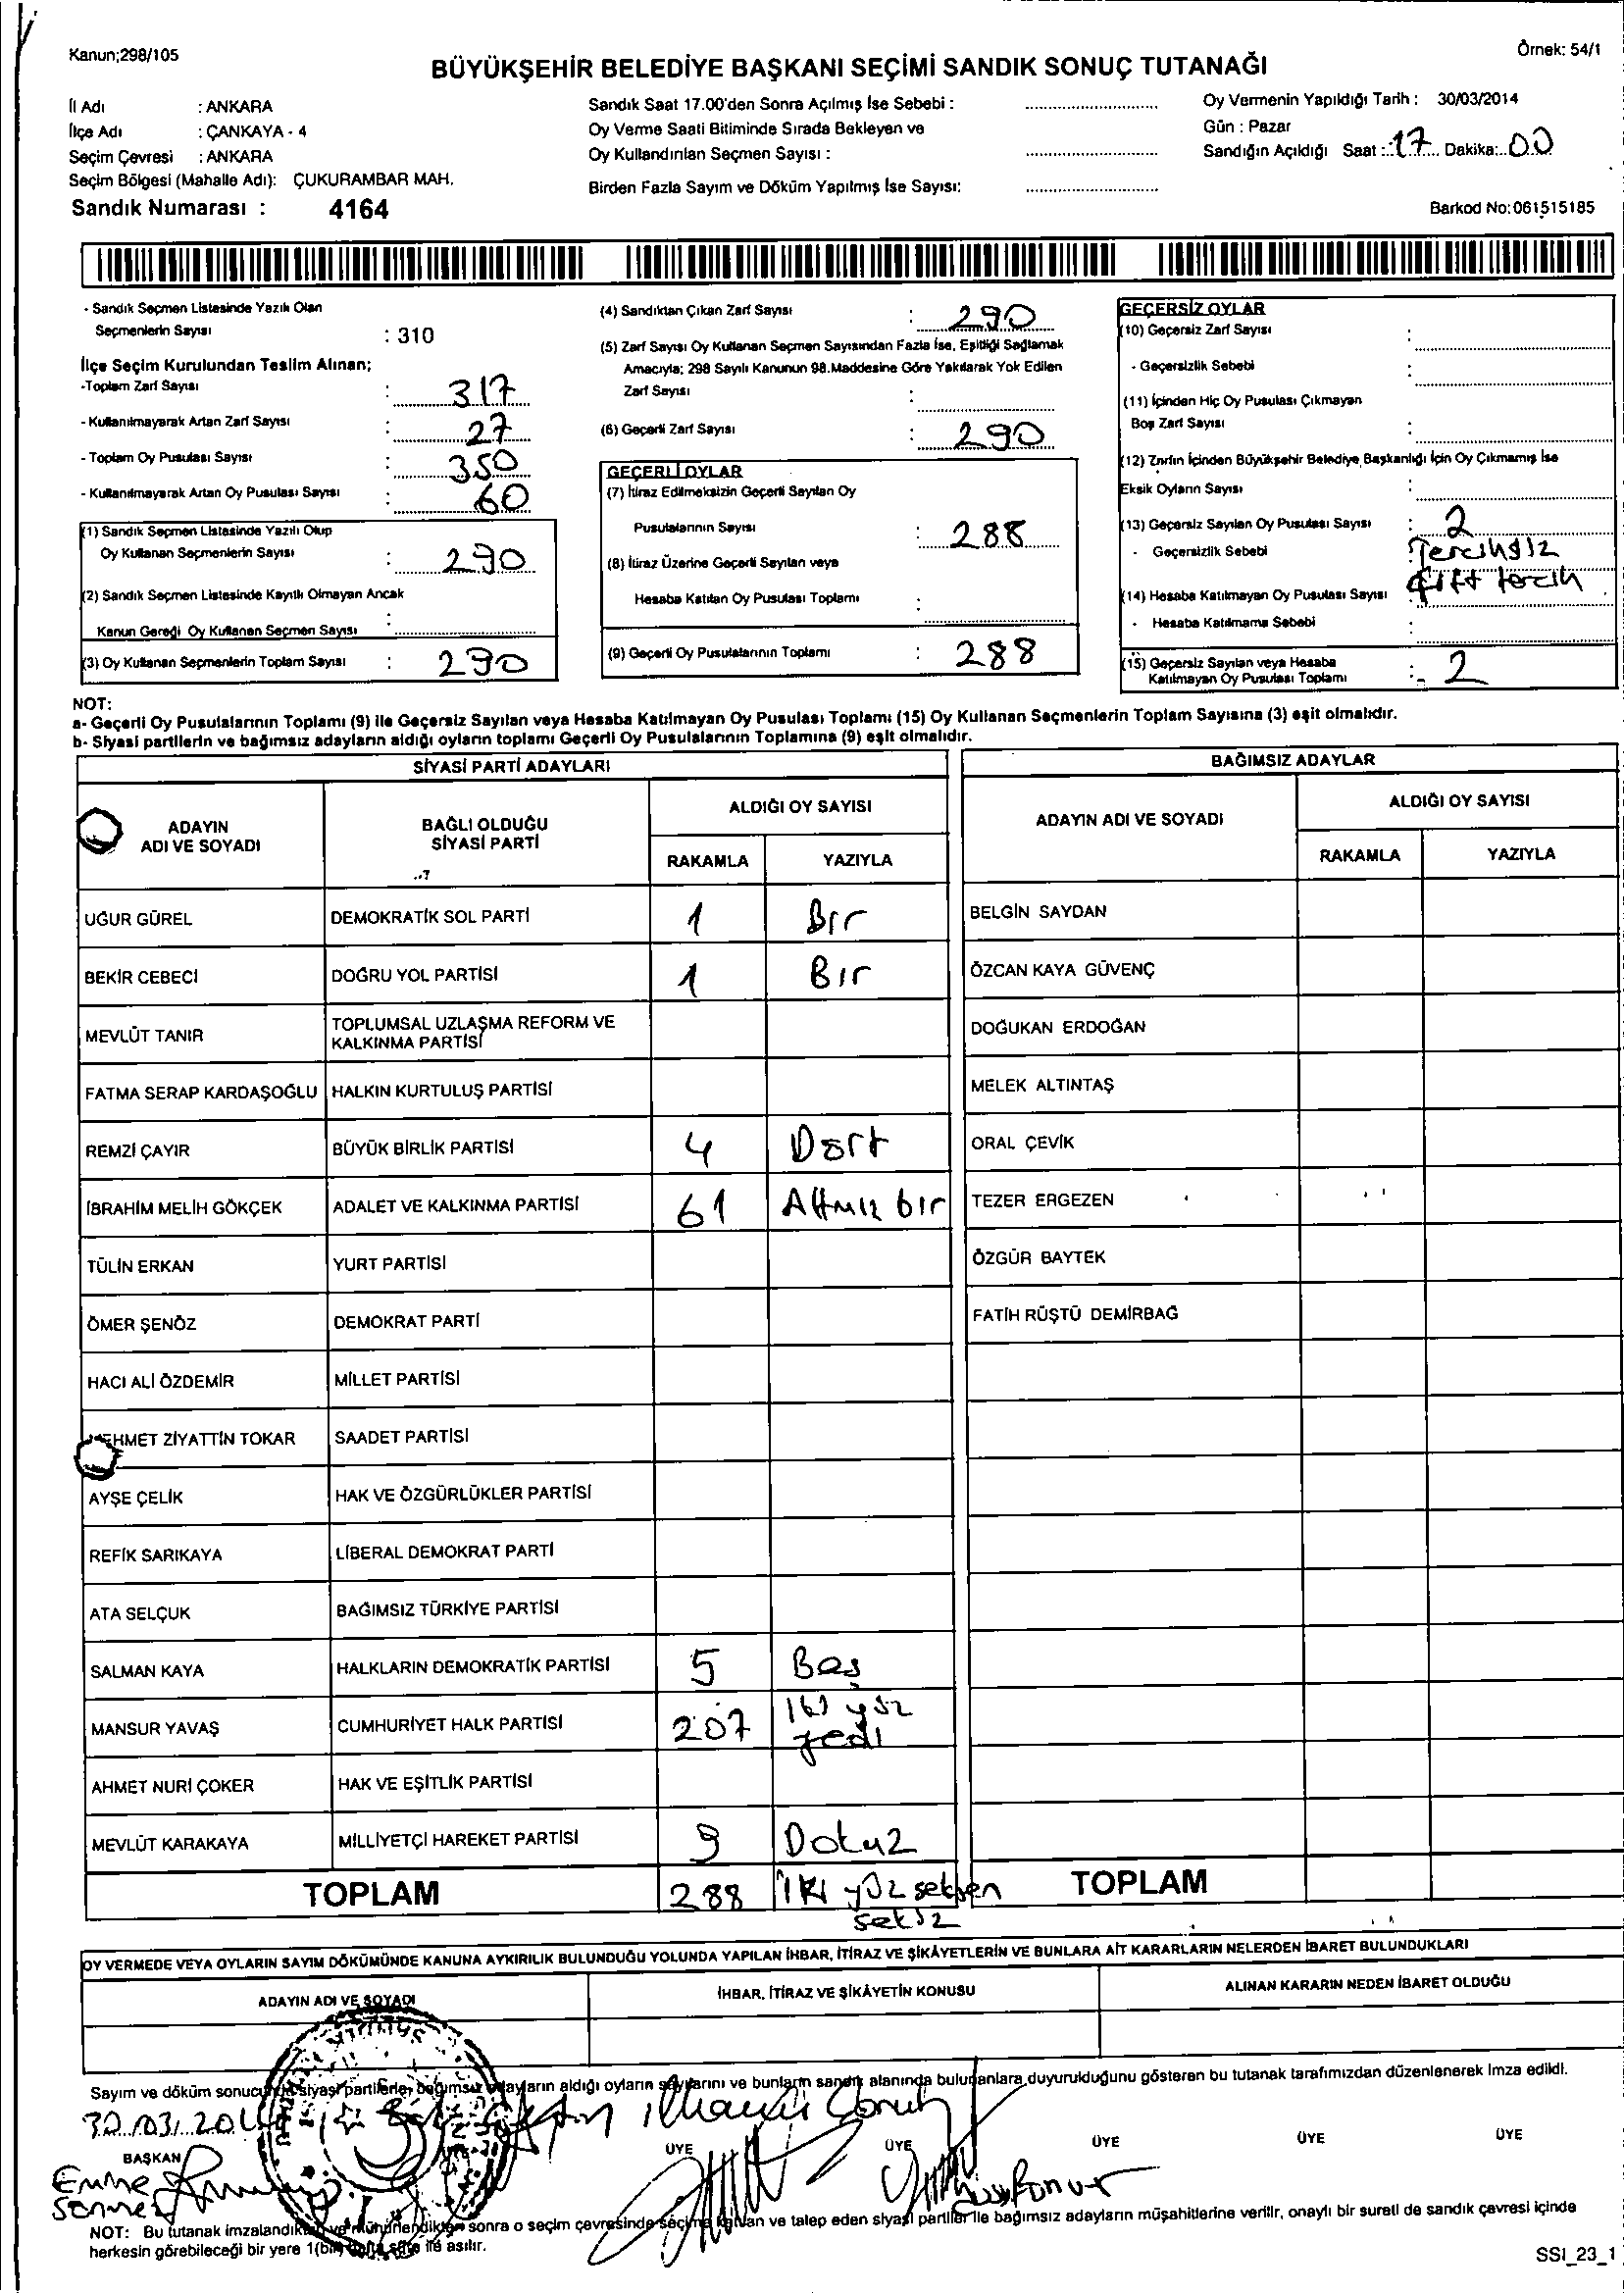 Kanun;298/105
Örnek: 54/1
BÜYÜKŞEHİR BELEDİYE BAŞKANI SEÇİMİ SANDIK SONUÇ TUTANAĞI
İl Adı : ANKARA
İlçe Adı : ÇANKAYA - 4
Seçim Çevresi : ANKARA
Seçim Bölgesi (Mahalle Adı): ÇUKURAMBAR MAH.
Sandık Numarası : 4164
Sandık Saat 17.00'den Sonra Açılmış İse Sebebi :
Oy Verme Saati Bitiminde Sırada Bekleyen ve
Oy Kullandırılan Seçmen Sayısı :
Birden Fazla Sayım ve Döküm Yapılmış İse Sayısı:
Oy Vermenin Yapıldığı Tarih : 30/03/2014
Gün : Pazar
Sandığın Açıldığı Saat : 17 Dakika: 00
Barkod No:061515185
- Sandık Seçmen Listesinde Yazılı Olan
Seçmenlerin Sayısı : 310
İlçe Seçim Kurulundan Teslim Alınan;
-Toplam Zarf Sayısı : 317
- Kullanılmayarak Artan Zarf Sayısı : 27
- Toplam Oy Pusulası Sayısı : 350
- Kullanılmayarak Artan Oy Pusulası Sayısı : 60
(1) Sandık Seçmen Listesinde Yazılı Olup
Oy Kullanan Seçmenlerin Sayısı : 290
(2) Sandık Seçmen Listesinde Kayıtlı Olmayan Ancak
Kanun Gereği Oy Kullanan Seçmen Sayısı :
(3) Oy Kullanan Seçmenlerin Toplam Sayısı : 290
(4) Sandıktan Çıkan Zarf Sayısı : 290
(5) Zarf Sayısı Oy Kullanan Seçmen Sayısından Fazla İse, Eşitliği Sağlamak
Amacıyla; 298 Sayılı Kanunun 98.Maddesine Göre Yakılarak Yok Edilen
Zarf Sayısı :
(6) Geçerli Zarf Sayısı : 290
GEÇERLİ OYLAR
(7) İtiraz Edilmeksizin Geçerli Sayılan Oy
Pusulalarının Sayısı : 288
(8) İtiraz Üzerine Geçerli Sayılan veya
Hesaba Katılan Oy Pusulası Toplamı :
(9) Geçerli Oy Pusulalarının Toplamı : 288
GEÇERSİZ OYLAR
(10) Geçersiz Zarf Sayısı :
- Geçersizlik Sebebi :
(11) İçinden Hiç Oy Pusulası Çıkmayan
Boş Zarf Sayısı :
(12) Zarfın İçinden Büyükşehir Belediye Başkanlığı İçin Oy Çıkmamış İse
Eksik Oyların Sayısı :
(13) Geçersiz Sayılan Oy Pusulası Sayısı : 2
- Geçersizlik Sebebi : Tercihsiz
Çift tercih
(14) Hesaba Katılmayan Oy Pusulası Sayısı
- Hesaba Katılmama Sebebi :
(15) Geçersiz Sayılan veya Hesaba
Katılmayan Oy Pusulası Toplamı : 2
NOT:
a- Geçerli Oy Pusulalarının Toplamı (9) ile Geçersiz Sayılan veya Hesaba Katılmayan Oy Pusulası Toplamı (15) Oy Kullanan Seçmenlerin Toplam Sayısına (3) eşit olmalıdır.
b- Siyasi partilerin ve bağımsız adayların aldığı oyların toplamı Geçerli Oy Pusulalarının Toplamına (9) eşit olmalıdır.
SİYASİ PARTİ ADAYLARI
ADAYIN ADI VE SOYADI
BAĞLI OLDUĞU SİYASİ PARTİ
ALDIĞI OY SAYISI
RAKAMLA YAZIYLA
UĞUR GÜREL DEMOKRATİK SOL PARTİ 1 Bir
BEKİR CEBECİ DOĞRU YOL PARTİSİ 1 Bir
MEVLÜT TANIR TOPLUMSAL UZLAŞMA REFORM VE KALKINMA PARTİSİ
FATMA SERAP KARDAŞOĞLU HALKIN KURTULUŞ PARTİSİ
REMZİ ÇAYIR BÜYÜK BİRLİK PARTİSİ 4 Dört
İBRAHİM MELİH GÖKÇEK ADALET VE KALKINMA PARTİSİ 61 Altmış bir
TÜLİN ERKAN YURT PARTİSİ
ÖMER ŞENÖZ DEMOKRAT PARTİ
HACI ALİ ÖZDEMİR MİLLET PARTİSİ
MEHMET ZİYATTİN TOKAR SAADET PARTİSİ
AYŞE ÇELİK HAK VE ÖZGÜRLÜKLER PARTİSİ
REFİK SARIKAYA LİBERAL DEMOKRAT PARTİ
ATA SELÇUK BAĞIMSIZ TÜRKİYE PARTİSİ
SALMAN KAYA HALKLARIN DEMOKRATİK PARTİSİ 5 Beş
MANSUR YAVAŞ CUMHURİYET HALK PARTİSİ 207 İki yüz yedi
AHMET NURİ ÇOKER HAK VE EŞİTLİK PARTİSİ
MEVLÜT KARAKAYA MİLLİYETÇİ HAREKET PARTİSİ 9 Dokuz
TOPLAM 288 İki yüz seksen sekiz
BAĞIMSIZ ADAYLAR
ADAYIN ADI VE SOYADI
ALDIĞI OY SAYISI
RAKAMLA YAZIYLA
BELGİN SAYDAN
ÖZCAN KAYA GÜVENÇ
DOĞUKAN ERDOĞAN
MELEK ALTINTAŞ
ORAL ÇEVİK
TEZER ERGEZEN
ÖZGÜR BAYTEK
FATİH RÜŞTÜ DEMİRBAĞ
TOPLAM
OY VERMEDE VEYA OYLARIN SAYIM DÖKÜMÜNDE KANUNA AYKIRILIK BULUNDUĞU YOLUNDA YAPILAN İHBAR, İTİRAZ VE ŞİKÂYETLERİN VE BUNLARA AİT KARARLARIN NELERDEN İBARET BULUNDUKLARI
ADAYIN ADI VE SOYADI
İHBAR, İTİRAZ VE ŞİKÂYETİN KONUSU
ALINAN KARARIN NEDEN İBARET OLDUĞU
Sayım ve döküm sonucunda siyasi partilerle, bağımsız adayların aldığı oyların sayılarını ve bunların sandık alanında bulunanlara duyurulduğunu gösteren bu tutanak tarafımızdan düzenlenerek imza edildi.
BAŞKAN ÜYE ÜYE ÜYE ÜYE ÜYE
Emine
NOT: Bu tutanak imzalandıktan ve mühürlendikten sonra o seçim çevresinde seçime katılan ve talep eden siyasi partiler ile bağımsız adayların müşahitlerine verilir, onaylı bir sureti de sandık çevresi içinde
herkesin görebileceği bir yere 1(bir) hafta süre ile asılır.
SSI_23_1